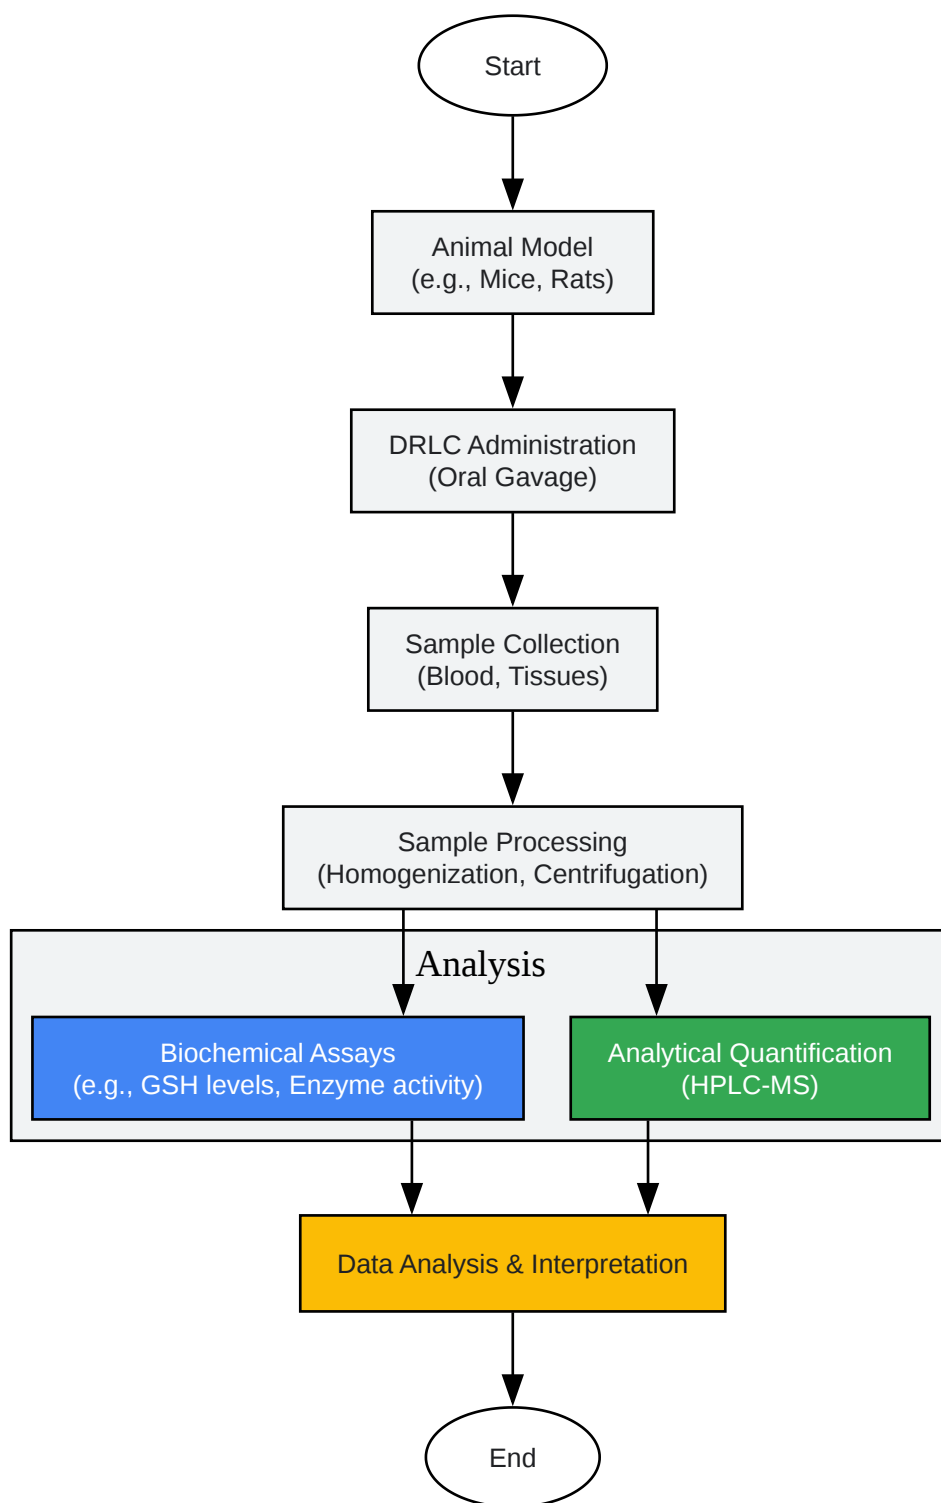 Start
Animal Model
(e.g., Mice, Rats)
DRLC Administration
(Oral Gavage)
Sample Collection
(Blood, Tissues)
Sample Processing
(Homogenization, Centrifugation)
Analysis
Biochemical Assays
(e.g., GSH levels, Enzyme activity)
Analytical Quantification
(HPLC-MS)
Data Analysis & Interpretation
End